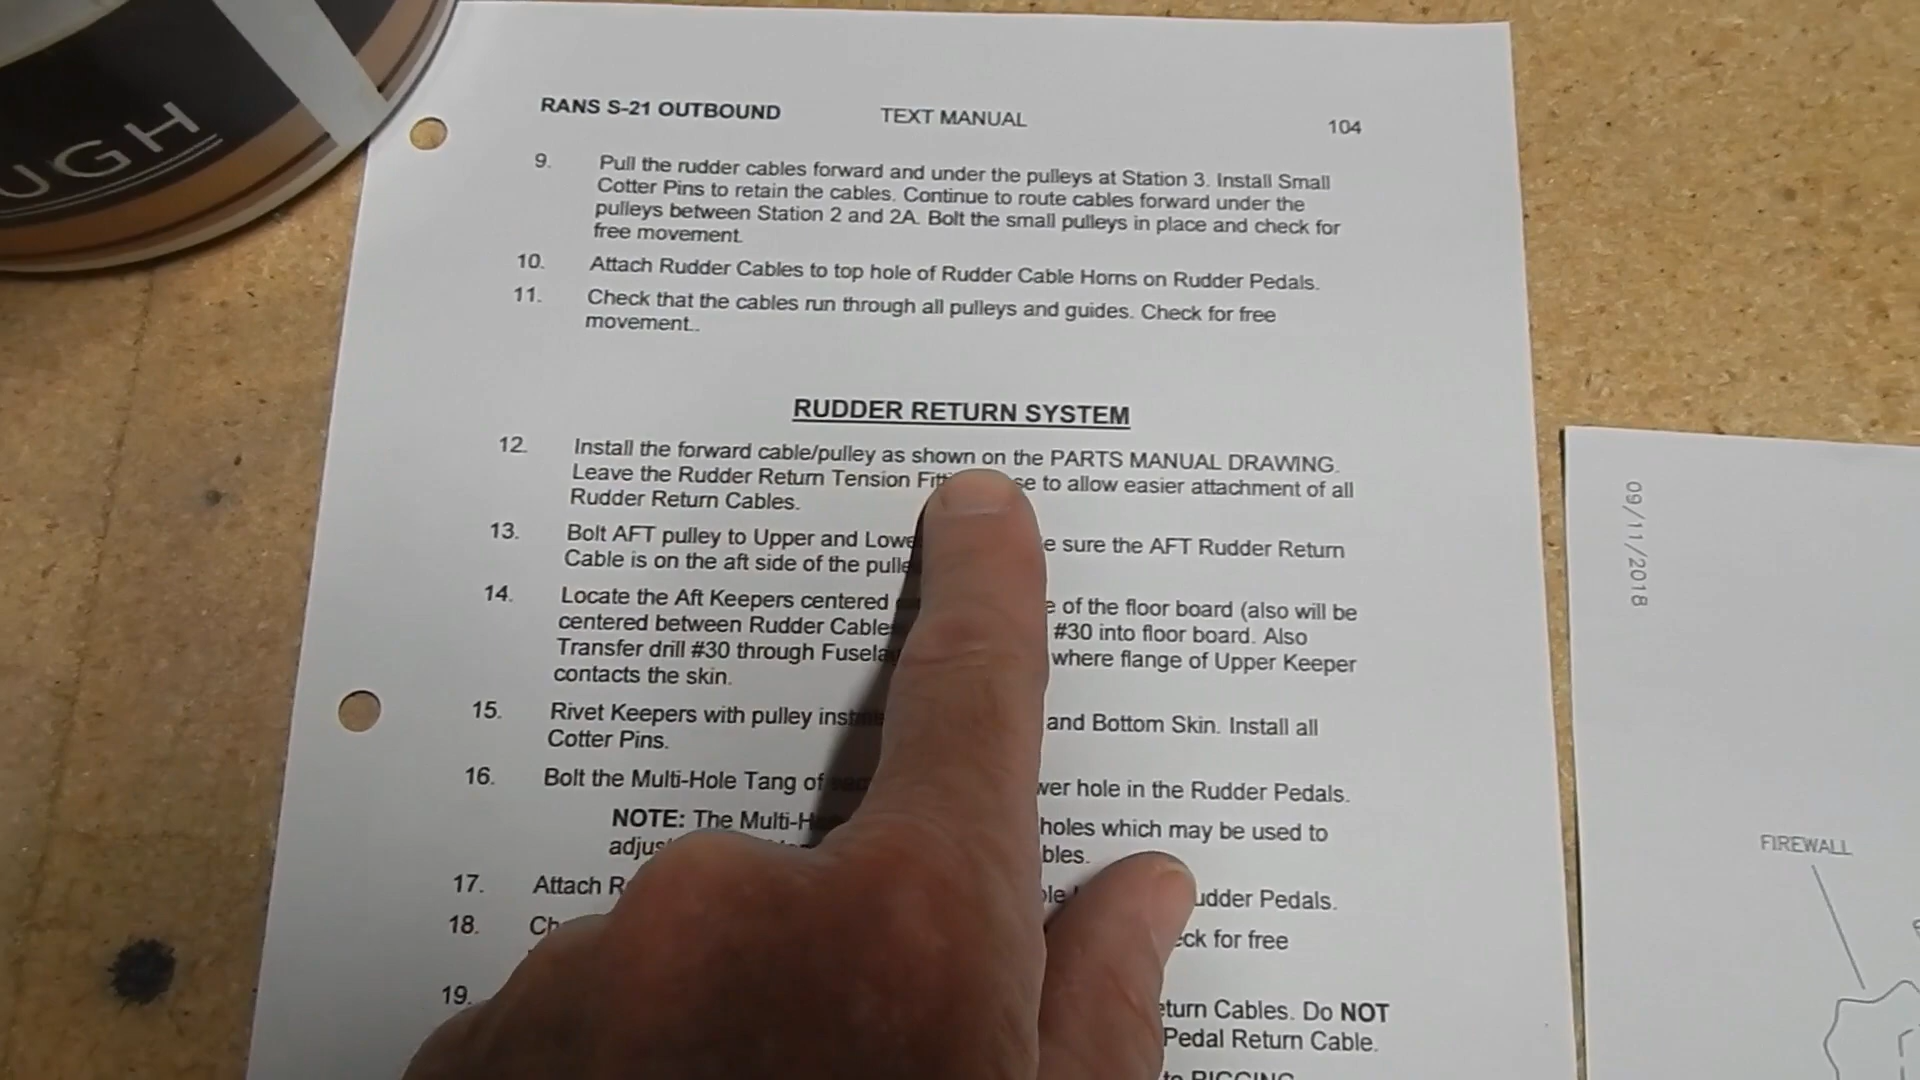 UGH
RANS S-21 OUTBOUND TEXT MANUAL 104
9. Pull the rudder cables forward and under the pulleys at Station 3. Install Small
Cotter Pins to retain the cables. Continue to route cables forward under the
pulleys between Station 2 and 2A. Bolt the small pulleys in place and check for
free movement.
10. Attach Rudder Cables to top hole of Rudder Cable Horns on Rudder Pedals.
11. Check that the cables run through all pulleys and guides. Check for free
movement..
RUDDER RETURN SYSTEM
12. Install the forward cable/pulley as shown on the PARTS MANUAL DRAWING.
Leave the Rudder Return Tension to allow easier attachment of all
Rudder Return Cables.
13. Bolt AFT pulley to Upper and sure the AFT Rudder Return
Cable is on the aft side of the
14. Locate the Aft Keepers centered of the floor board (also will be
centered between Rudder #30 into floor board. Also
Transfer drill #30 through where flange of Upper Keeper
contacts the skin.
15. Rivet Keepers with pulley and Bottom Skin. Install all
Cotter Pins.
16. Bolt the Multi-Hole Tang of hole in the Rudder Pedals.
NOTE: The holes which may be used to
17. Attach Pedals.
18. for free
19. Cables. Do NOT
Pedal Return Cable.
09/11/2018
FIREWALL